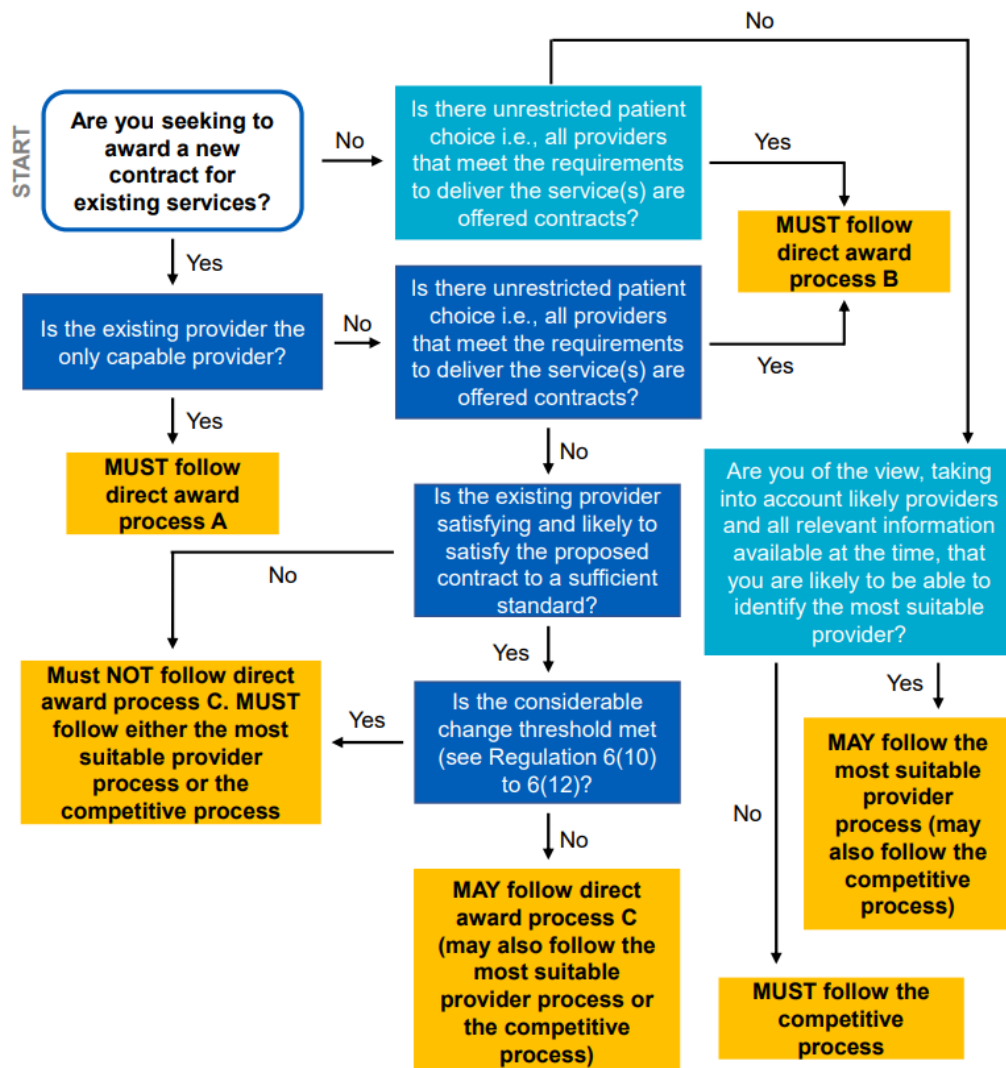 START
Are you seeking to
award a new
contract for
existing services?
No
Is there unrestricted patient
choice i.e., all providers
that meet the requirements
to deliver the service(s) are
offered contracts?
No
Yes
MUST follow
direct award
process B
Yes
Is the existing provider the
only capable provider?
No
Is there unrestricted patient
choice i.e., all providers
that meet the requirements
to deliver the service(s) are
offered contracts?
Yes
Yes
MUST follow
direct award
process A
No
Is the existing provider
satisfying and likely to
satisfy the proposed
contract to a sufficient
standard?
No
Yes
Must NOT follow direct
award process C. MUST
follow either the most
suitable provider
process or the
competitive process
Yes
Is the considerable
change threshold met
(see Regulation 6(10)
to 6(12)?
No
MAY follow direct
award process C
(may also follow the
most suitable
provider process or
the competitive
process)
Are you of the view, taking
into account likely providers
and all relevant information
available at the time, that
you are likely to be able to
identify the most suitable
provider?
Yes
MAY follow the
most suitable
provider
process (may
also follow the
competitive
process)
No
MUST follow the
competitive
process